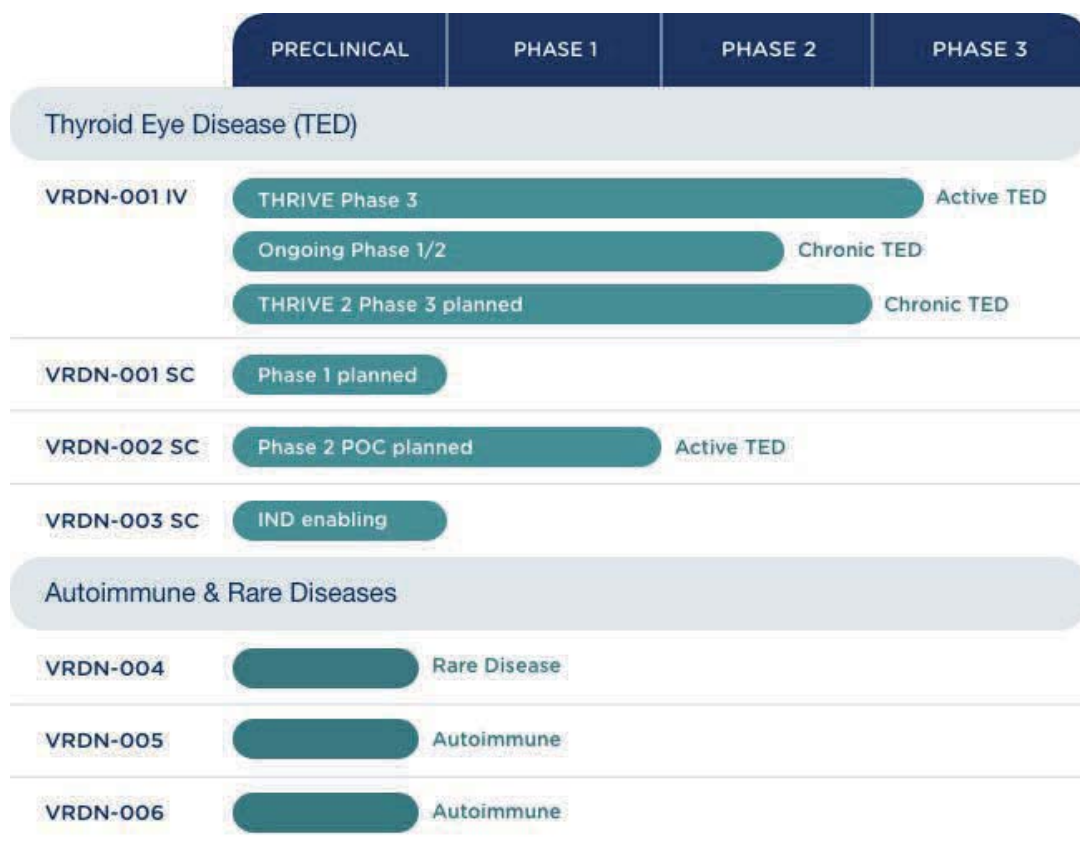 PRECLINICAL PHASE 1 PHASE 2 PHASE 3
Thyroid Eye Disease (TED)
VRDN-001 IV THRIVE Phase 3 Active TED
Ongoing Phase 1/2 Chronic TED
THRIVE 2 Phase 3 planned Chronic TED
VRDN-001 SC Phase 1 planned
VRDN-002 SC Phase 2 POC planned Active TED
VRDN-003 SC IND enabling
Autoimmune & Rare Diseases
VRDN-004 Rare Disease
VRDN-005 Autoimmune
VRDN-006 Autoimmune